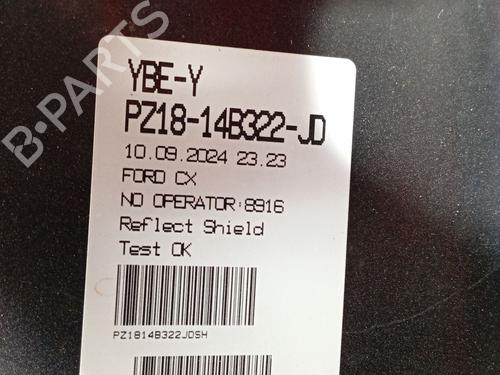 YBE-Y
PZ18-14B322-JD
10.09.2024 23.23
FORD CX
NO OPERATOR:8916
Reflect Shield
Test OK
PZ1814B322JDSH
B-PARTS